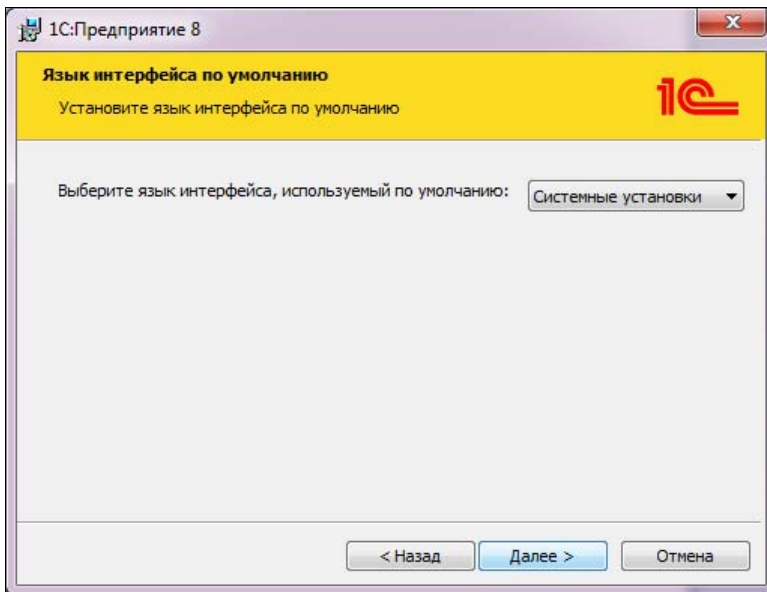 1С:Предприятие 8
Язык интерфейса по умолчанию
Установите язык интерфейса по умолчанию
1С
Выберите язык интерфейса, используемый по умолчанию: Системные установки
< Назад Далее > Отмена